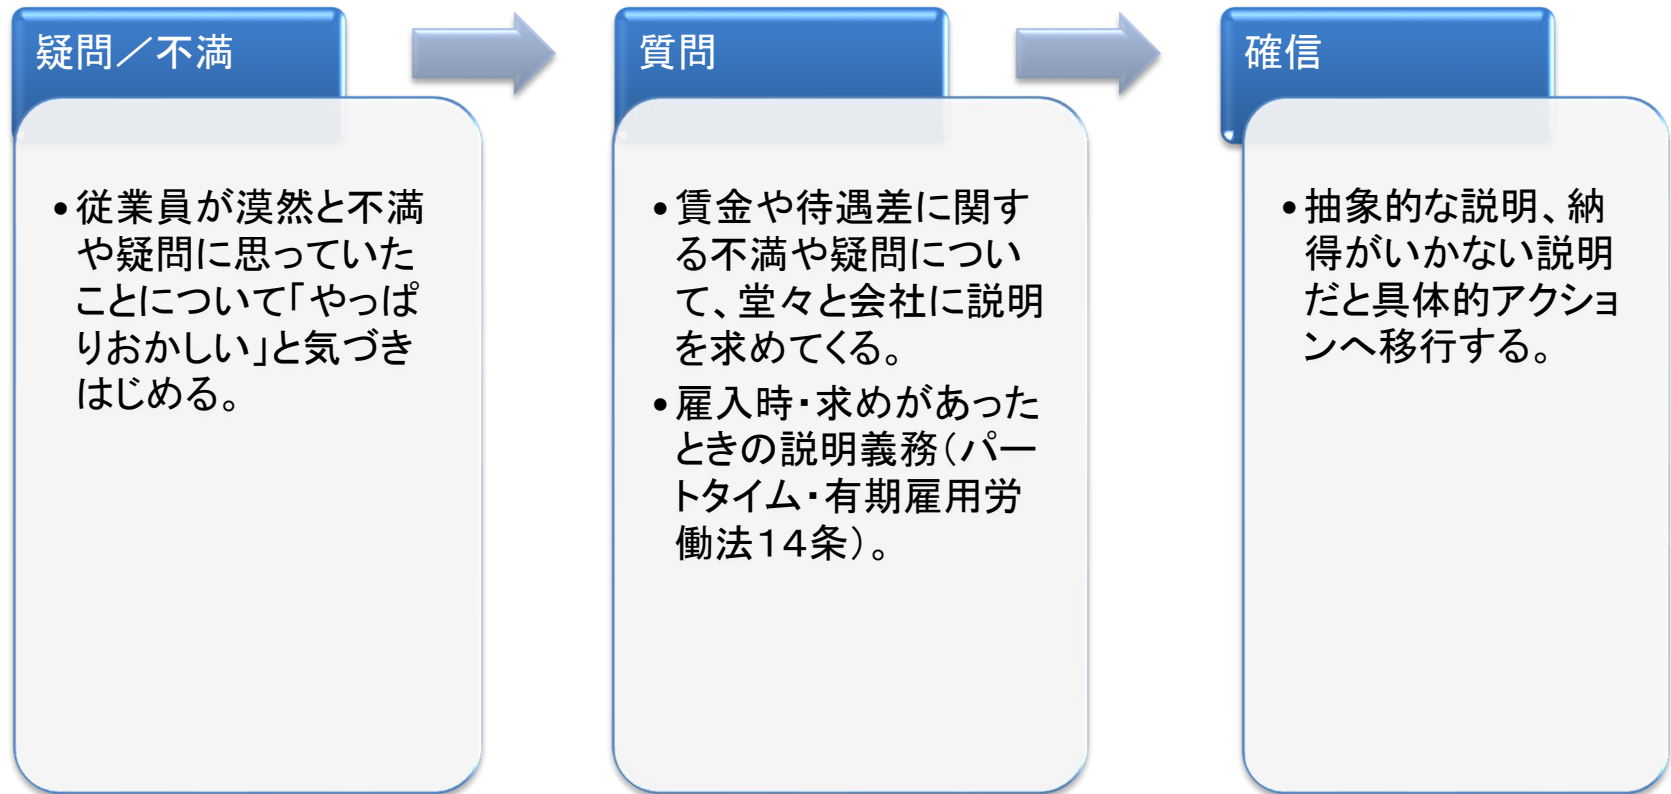 疑問／不満
•従業員が漠然と不満
や疑問に思っていた
ことについて「やっぱ
りおかしい」と気づき
はじめる。
質問
•賃金や待遇差に関す
る不満や疑問につい
て、堂々と会社に説明
を求めてくる。
•雇入時・求めがあった
ときの説明義務（パー
トタイム・有期雇用労
働法１４条）。
確信
•抽象的な説明、納
得がいかない説明
だと具体的アクショ
ンへ移行する。